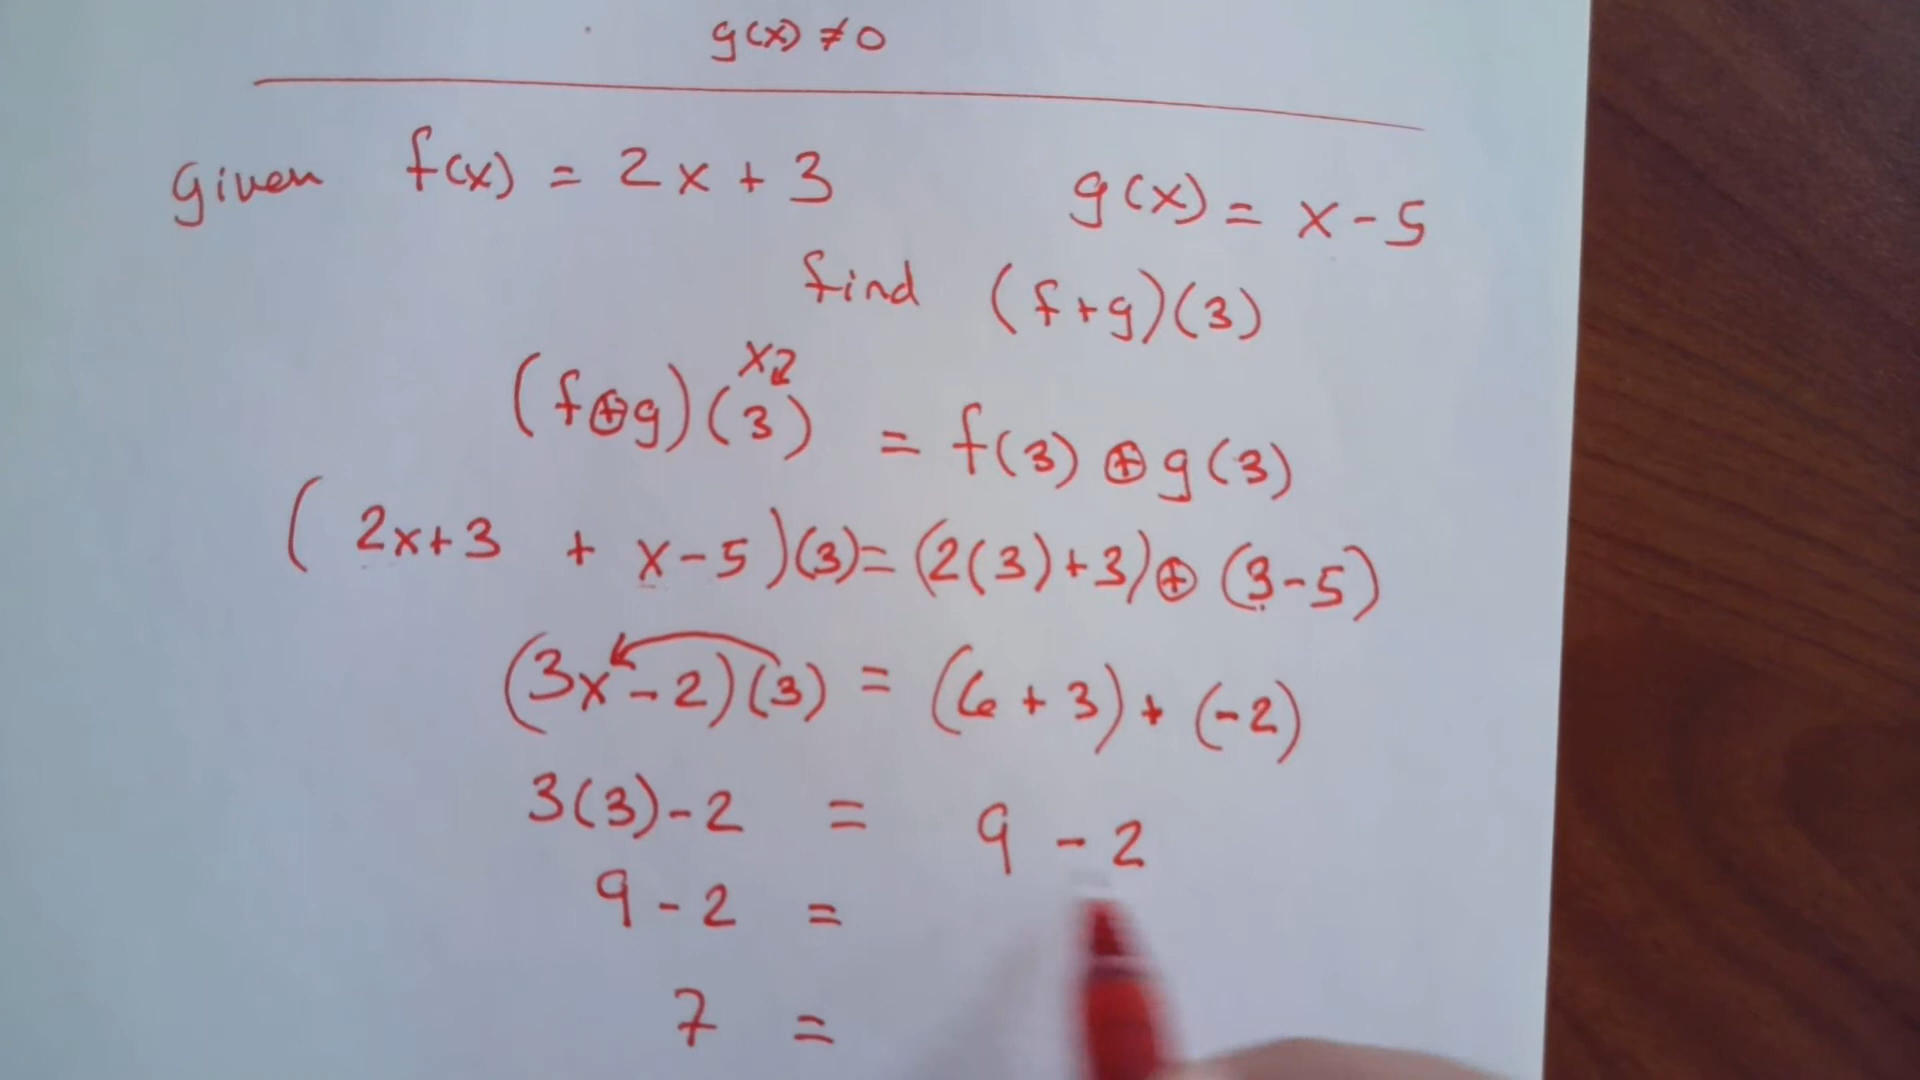 g(x) ≠ 0
Given f(x) = 2x + 3 g(x) = x - 5
find (f+g)(3)
x
(f⊕g)(3) = f(3) ⊕ g(3)
( 2x+3 + x-5)(3) = (2(3)+3) ⊕ (3-5)
(3x-2)(3) = (6+3) + (-2)
3(3)-2 = 9 - 2
9 - 2 =
7 =